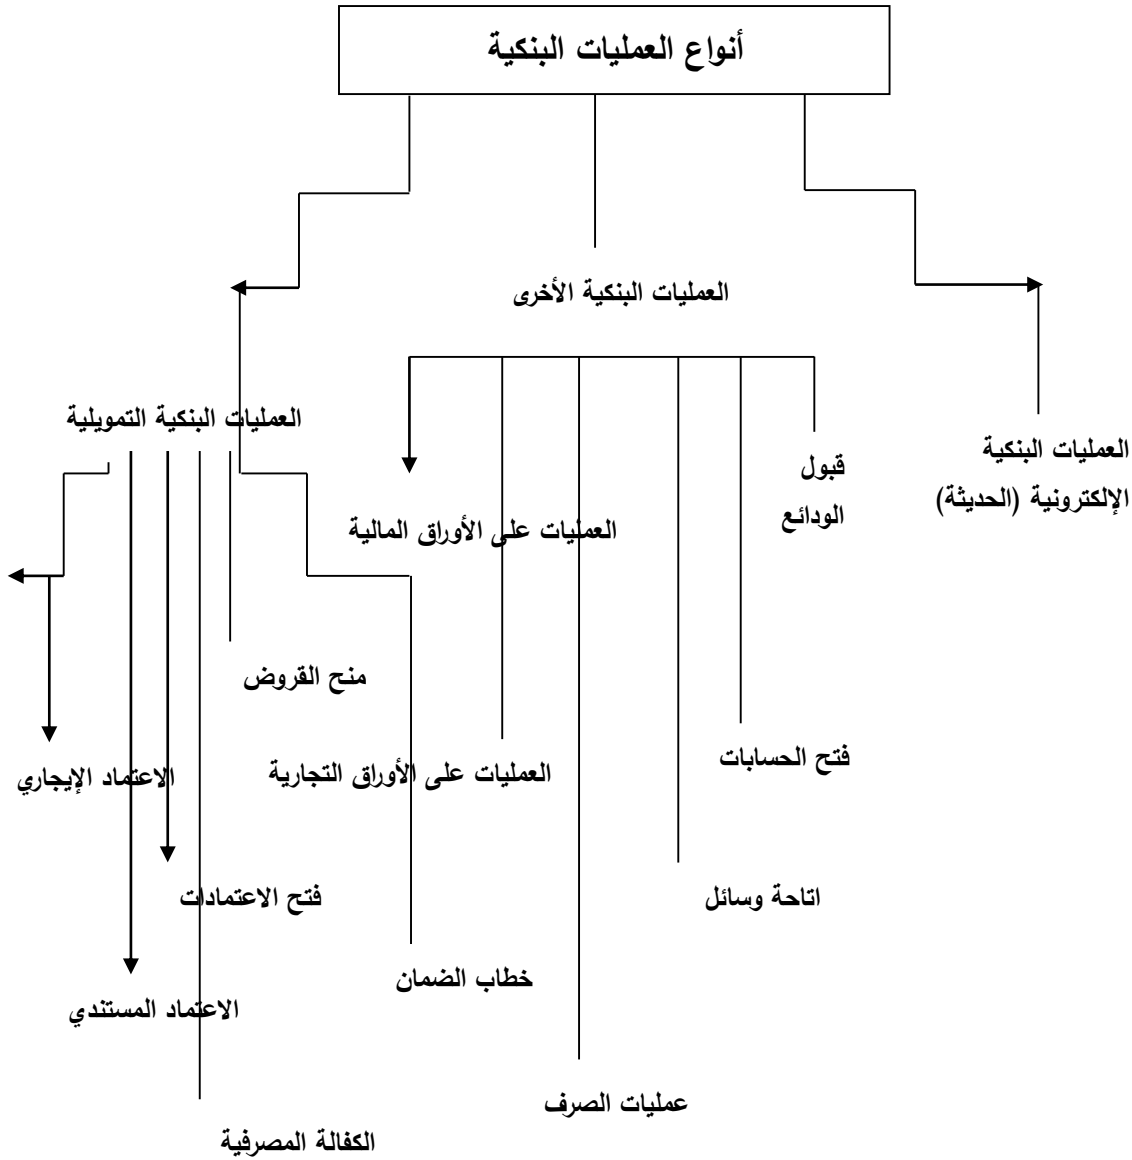 أنواع العمليات البنكية
العمليات البنكية الأخرى
العمليات البنكية التمويلية
العمليات البنكية
الإلكترونية (الحديثة)
قبول
الودائع
العمليات على الأوراق المالية
منح القروض
فتح الحسابات
العمليات على الأوراق التجارية
الاعتماد الإيجاري
اتاحة وسائل
فتح الاعتمادات
خطاب الضمان
الاعتماد المستندي
عمليات الصرف
الكفالة المصرفية